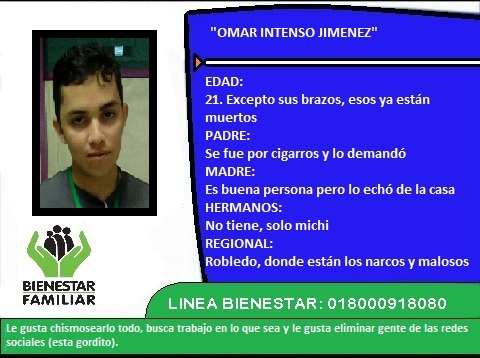 "OMAR INTENSO JIMENEZ"
EDAD:
21. Excepto sus brazos, esos ya están
muertos
PADRE:
Se fue por cigarros y lo demandó
MADRE:
Es buena persona pero lo echó de la casa
HERMANOS:
No tiene, solo michi
REGIONAL:
Robledo, donde están los narcos y malosos
BIENESTAR
FAMILIAR
LINEA BIENESTAR: 018000918080
Le gusta chismosearlo todo, busca trabajo en lo que sea y le gusta eliminar gente de las redes
sociales (esta gordito).